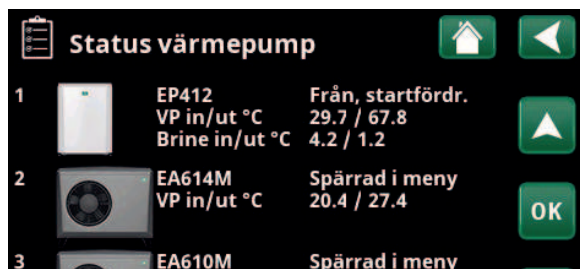 Status värmepump
1 EP412 Från, startfördr.
VP in/ut °C 29.7 / 67.8
Brine in/ut °C 4.2 / 1.2
2 EA614M Spärrad i meny
VP in/ut °C 20.4 / 27.4
OK
3 EA610M Spärrad i meny